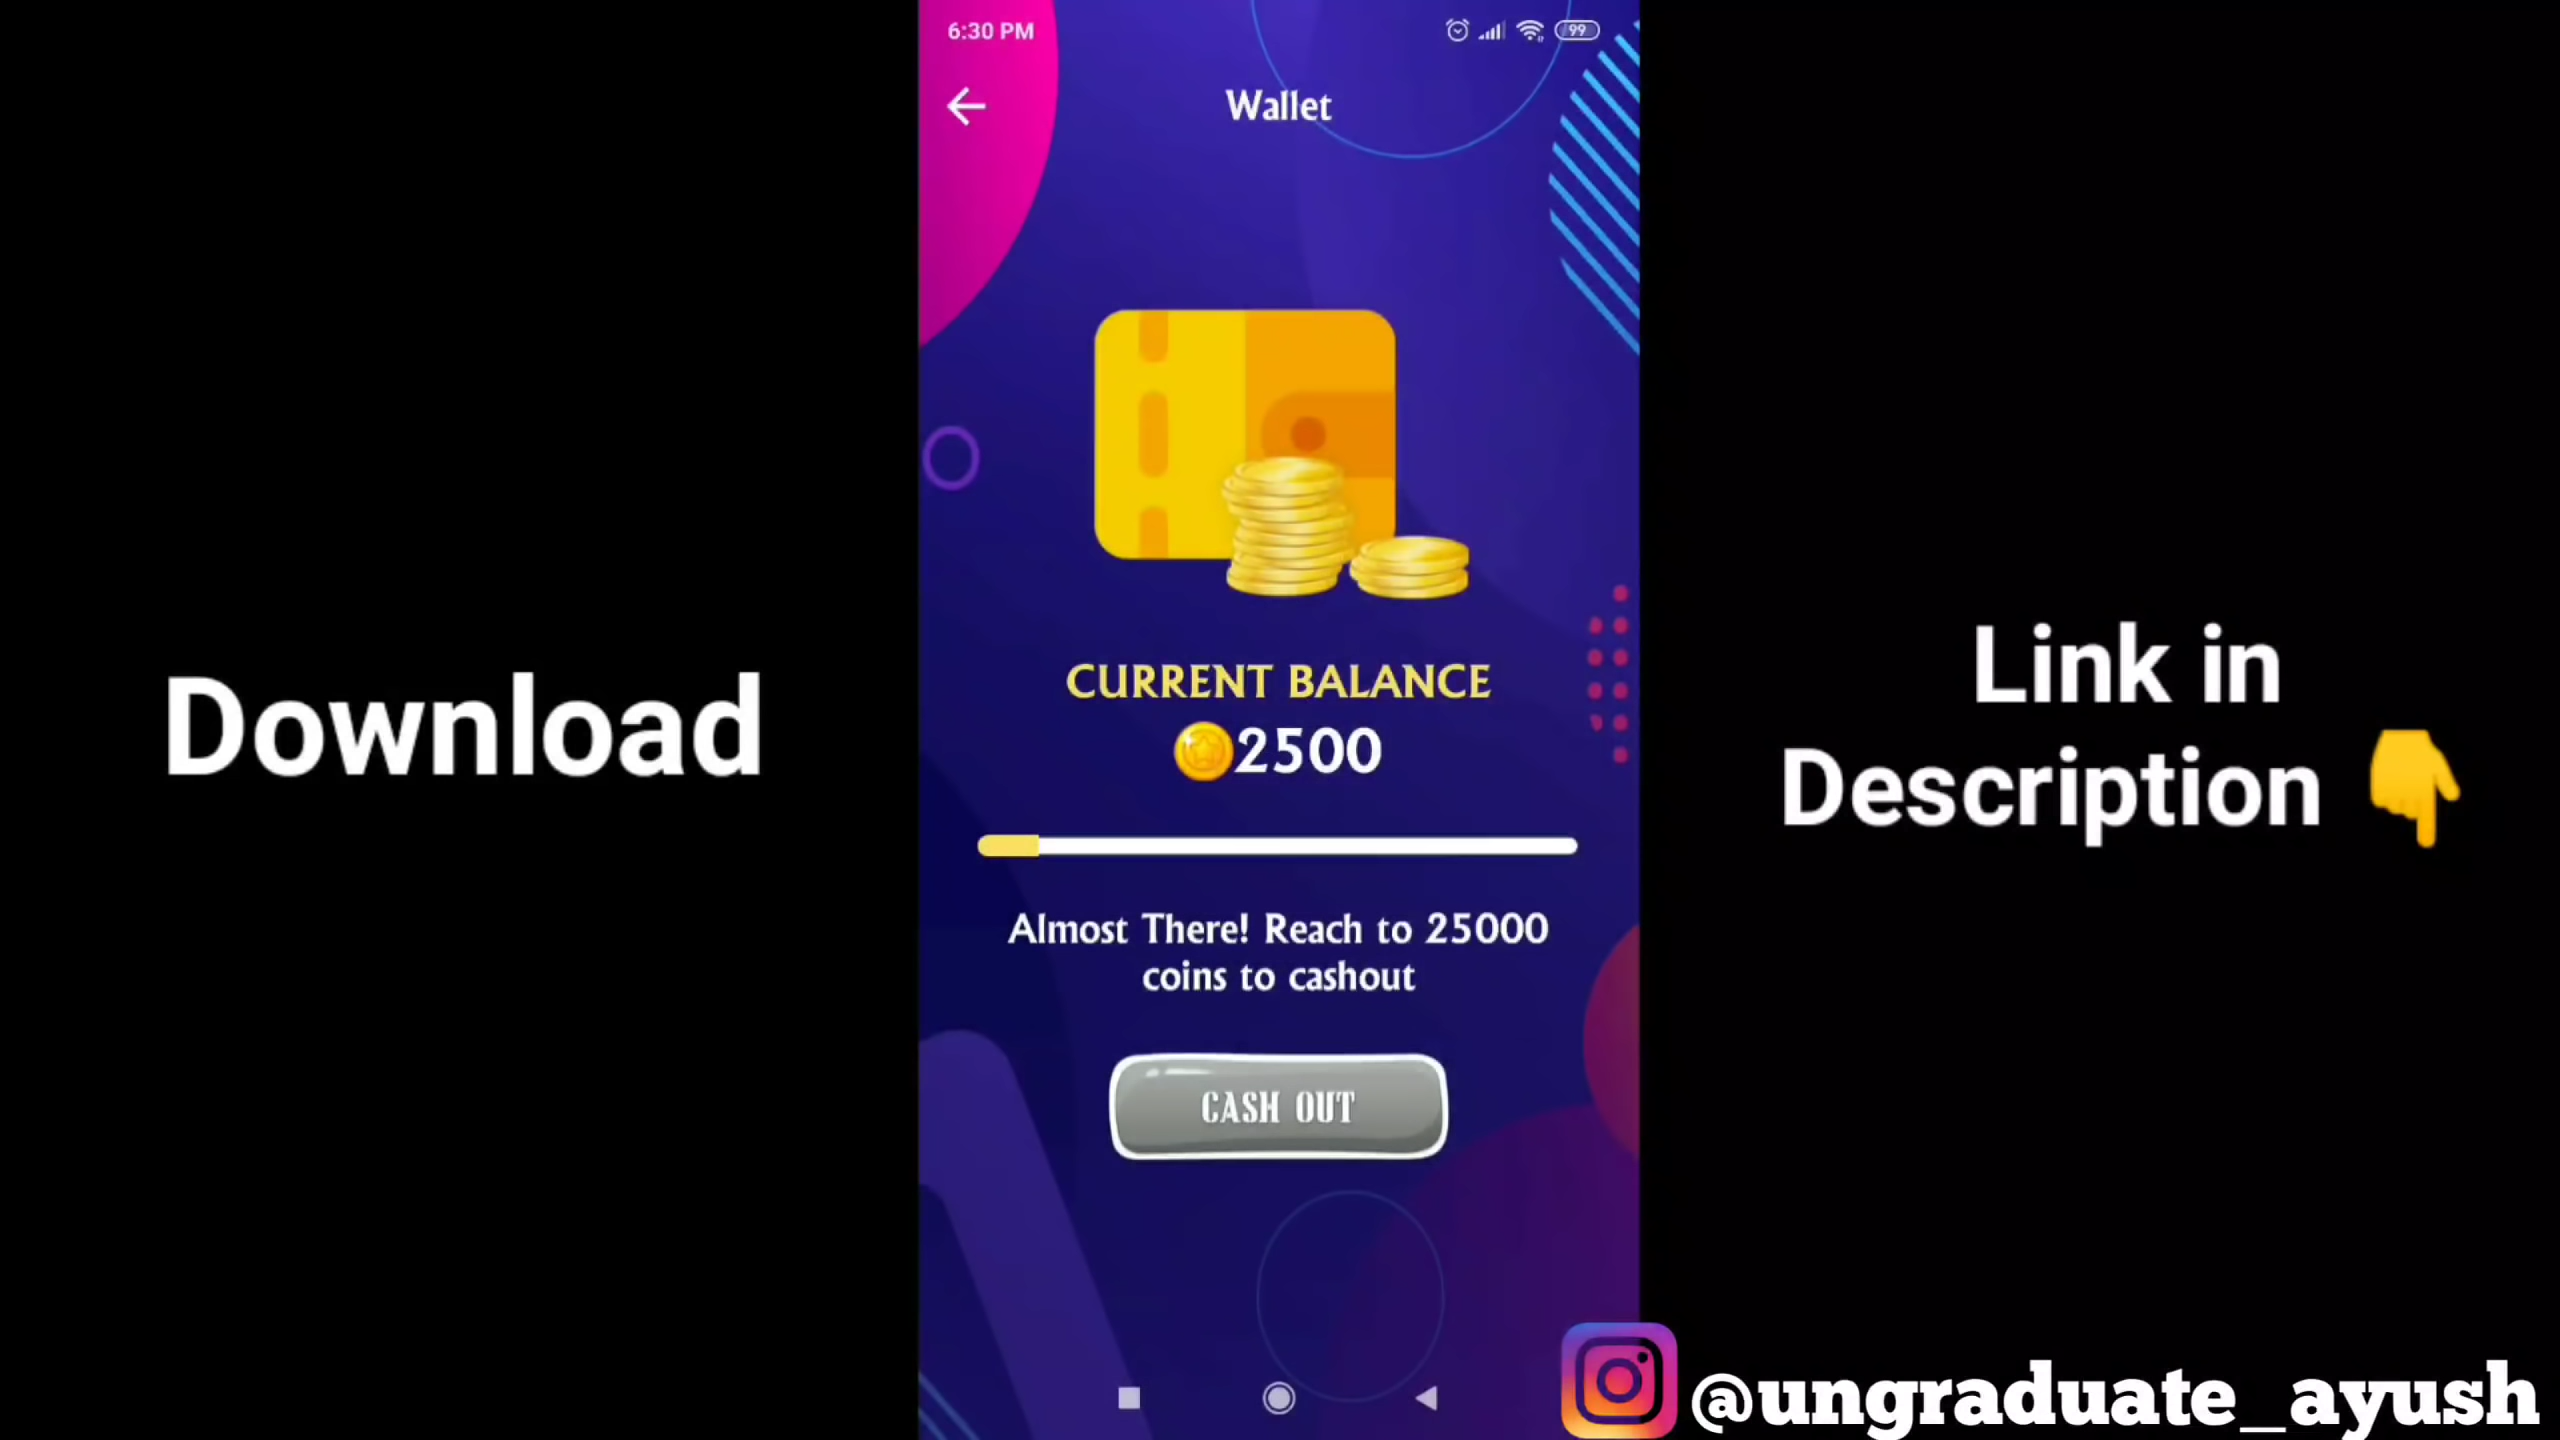 6:30 PM
99
Wallet
Download
Link in
Description
CURRENT BALANCE
2500
Almost There! Reach to 25000
coins to cashout
CASH OUT
@ungraduate_ayush